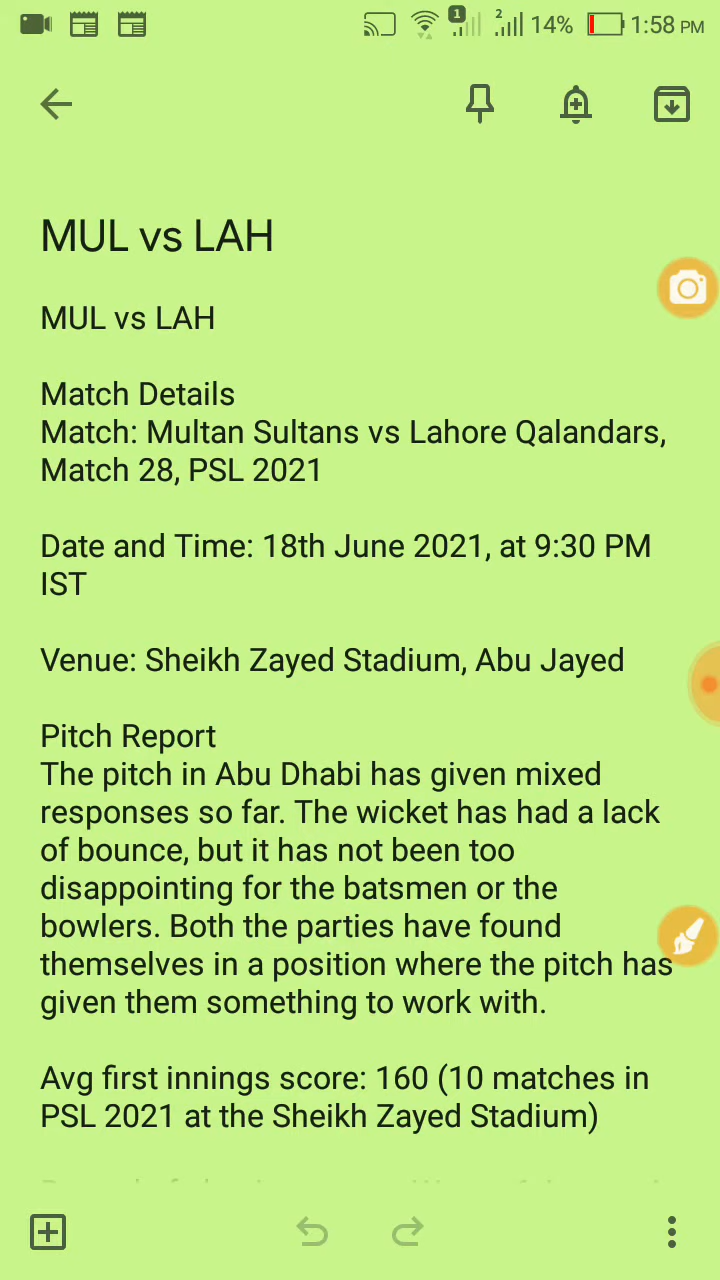 1 2 14% 1:58 PM
MUL vs LAH
MUL vs LAH
Match Details
Match: Multan Sultans vs Lahore Qalandars,
Match 28, PSL 2021
Date and Time: 18th June 2021, at 9:30 PM
IST
Venue: Sheikh Zayed Stadium, Abu Jayed
Pitch Report
The pitch in Abu Dhabi has given mixed
responses so far. The wicket has had a lack
of bounce, but it has not been too
disappointing for the batsmen or the
bowlers. Both the parties have found
themselves in a position where the pitch has
given them something to work with.
Avg first innings score: 160 (10 matches in
PSL 2021 at the Sheikh Zayed Stadium)